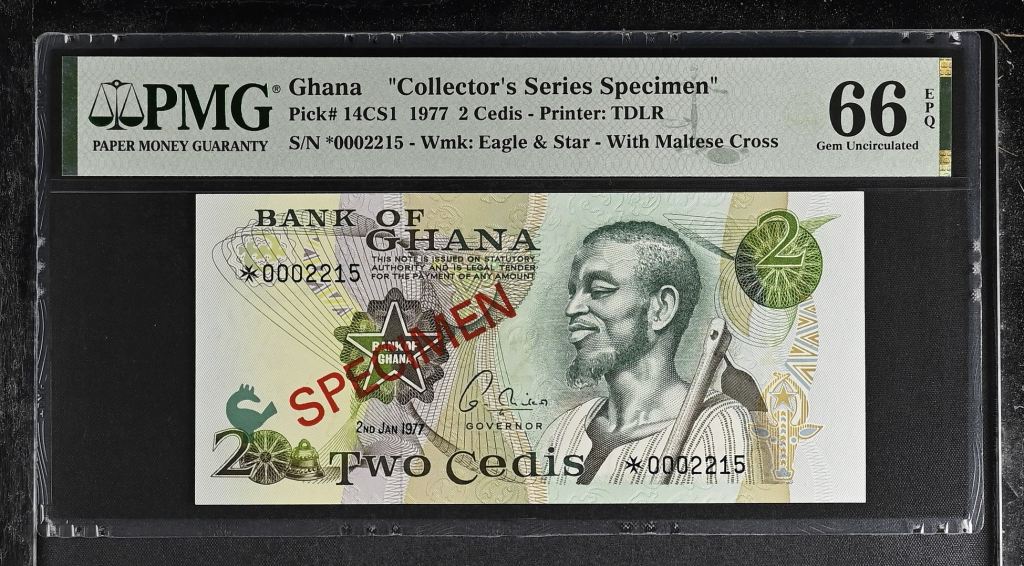 PMG®
PAPER MONEY GUARANTY
Ghana "Collector's Series Specimen"
Pick# 14CS1 1977 2 Cedis - Printer: TDLR
S/N *0002215 - Wmk: Eagle & Star - With Maltese Cross
66
EPQ
Gem Uncirculated
BANK OF
GHANA
THIS NOTE IS ISSUED ON STATUTORY
AUTHORITY AND IS LEGAL TENDER
FOR THE PAYMENT OF ANY AMOUNT
*0002215
2
BANK OF
GHANA
SPECIMEN
2ND JAN 1977
GOVERNOR
2
TWO CEDIS
*0002215